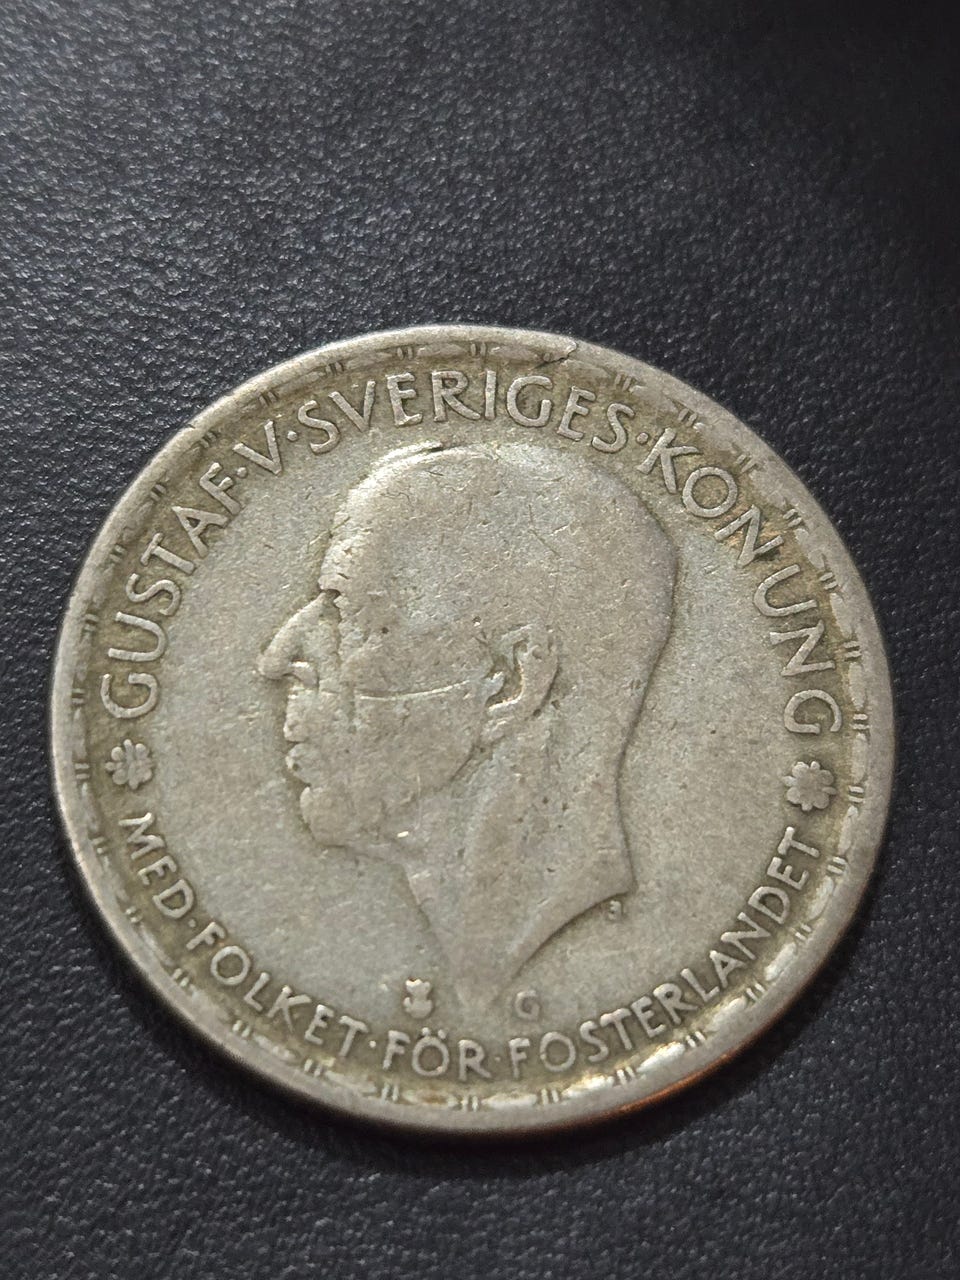 GUSTAF·V·SVERIGES·KONUNG
MED·FOLKET·FÖR·FOSTERLANDET
G